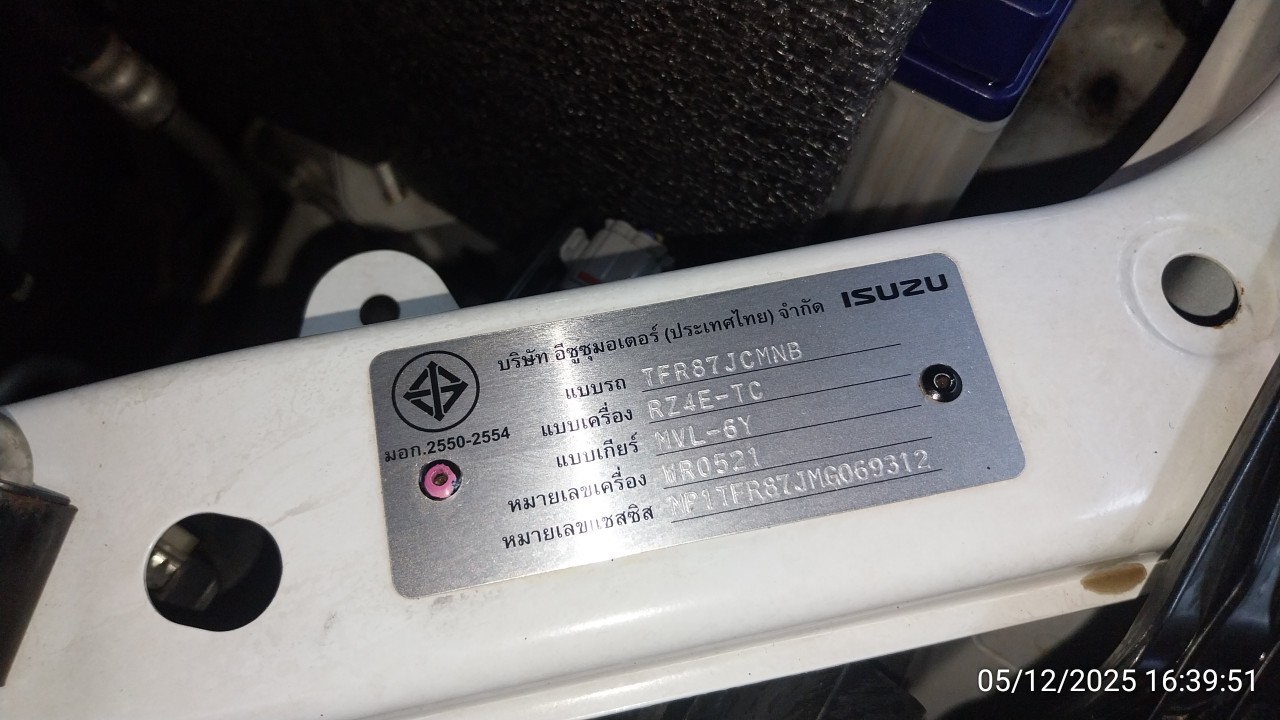 บริษัท อีซูซุมอเตอร์ (ประเทศไทย) จำกัด ISUZU
แบบรถ TFR87JCMNB
แบบเครื่อง RZ4E-TC
มอก.2550-2554
แบบเกียร์ MVL-6Y
หมายเลขเครื่อง WR0521
หมายเลขแชสซิส MP1TFR87JMG069312
05/12/2025 16:39:51